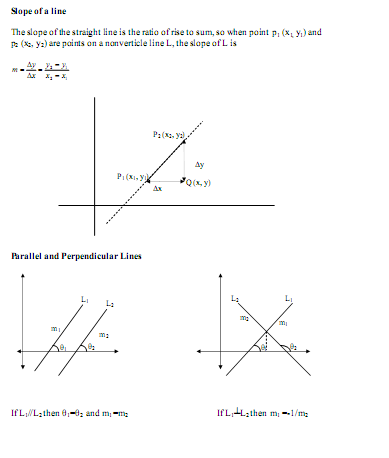 Slope of a line
The slope of the straight line is the ratio of rise to sum, so when point p₁ (x₁, y₁) and
p₂ (x₂, y₂) are points on a nonverticle line L, the slope of L is
m = Δy/Δx = y₂ − y₁/x₂ − x₁
P₂(x₂, y₂)
Δy
P₁(x₁, y₁)
Q(x, y)
Δx
Parallel and Perpendicular Lines
L₁ L₂
m₁ m₂
θ₁ θ₂
L₂ L₁
m₂ m₁
θ₁ θ₂
If L₁//L₂ then θ₁=θ₂ and m₁=m₂
If L₁⊥L₂ then m₁ =-1/m₂